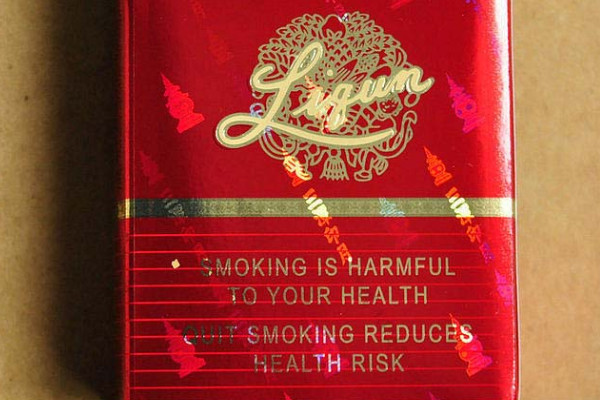 Liqun
SMOKING IS HARMFUL
TO YOUR HEALTH
QUIT SMOKING REDUCES
HEALTH RISK